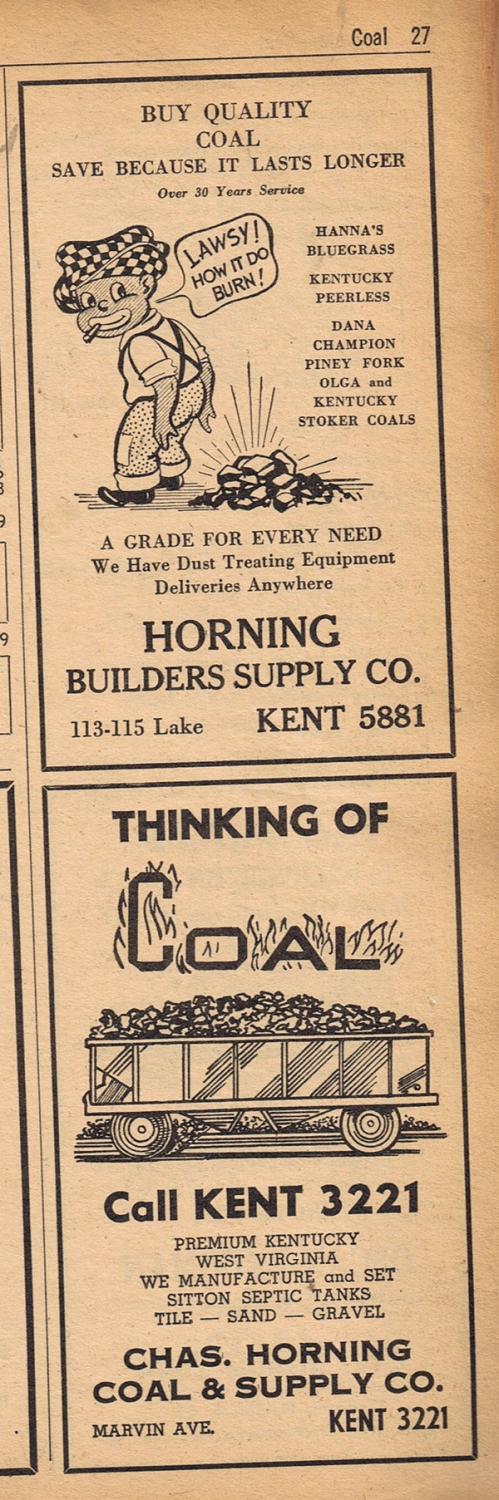 Coal 27
BUY QUALITY
COAL
SAVE BECAUSE IT LASTS LONGER
Over 30 Years Service
LAWSY!
HOW IT DO
BURN!
HANNA'S
BLUEGRASS
KENTUCKY
PEERLESS
DANA
CHAMPION
PINEY FORK
OLGA and
KENTUCKY
STOKER COALS
A GRADE FOR EVERY NEED
We Have Dust Treating Equipment
Deliveries Anywhere
HORNING
BUILDERS SUPPLY CO.
113-115 Lake KENT 5881
THINKING OF
COAL
Call KENT 3221
PREMIUM KENTUCKY
WEST VIRGINIA
WE MANUFACTURE and SET
SITTON SEPTIC TANKS
TILE — SAND — GRAVEL
CHAS. HORNING
COAL & SUPPLY CO.
MARVIN AVE. KENT 3221